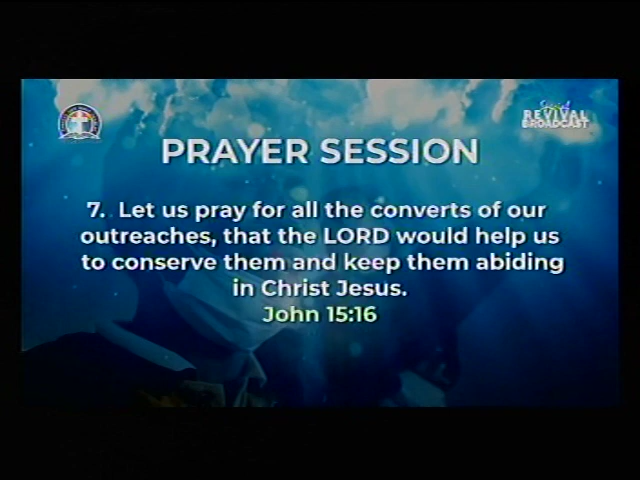 Special
REVIVAL
BROADCAST
PRAYER SESSION
7. Let us pray for all the converts of our
outreaches, that the LORD would help us
to conserve them and keep them abiding
in Christ Jesus.
John 15:16